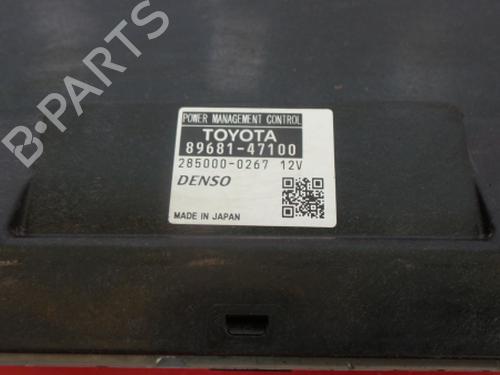 B-PARTS
POWER MANAGEMENT CONTROL
TOYOTA
89681-47100
285000-0267 12V
DENSO
MADE IN JAPAN